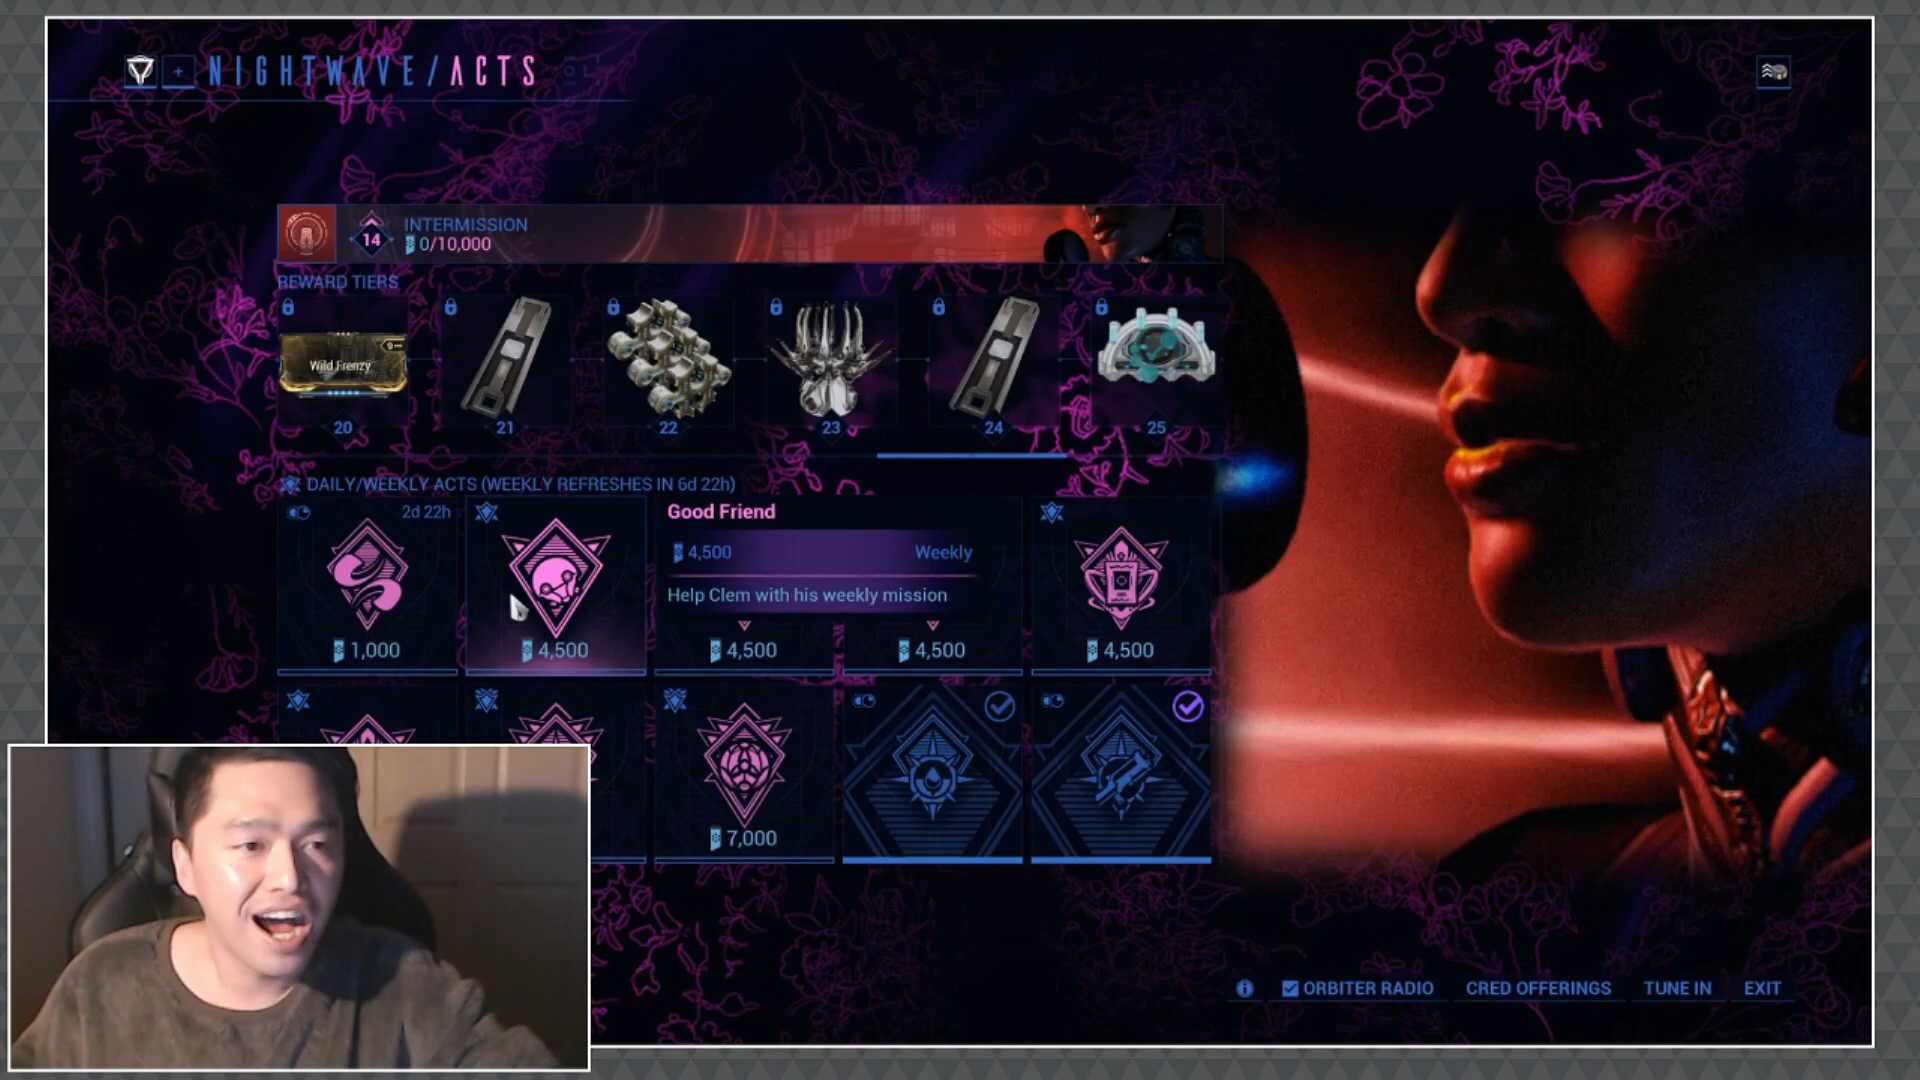 NIGHTWAVE/ACTS
14
INTERMISSION
0/10,000
REWARD TIERS
Wild Frenzy
20
21
22
23
24
25
DAILY/WEEKLY ACTS (WEEKLY REFRESHES IN 6d 22h)
2d 22h
1,000
4,500
Good Friend
4,500
Weekly
Help Clem with his weekly mission
4,500
4,500
4,500
7,000
ORBITER RADIO
CRED OFFERINGS
TUNE IN
EXIT